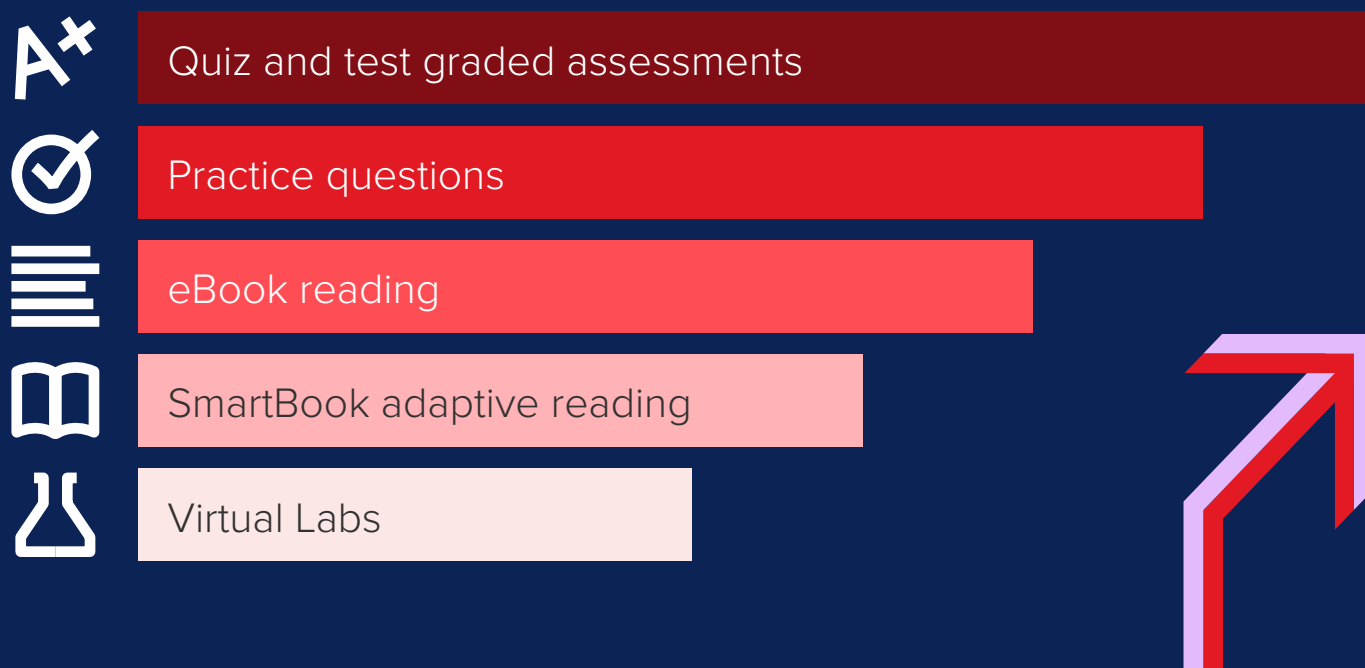 Quiz and test graded assessments
Practice questions
eBook reading
SmartBook adaptive reading
Virtual Labs